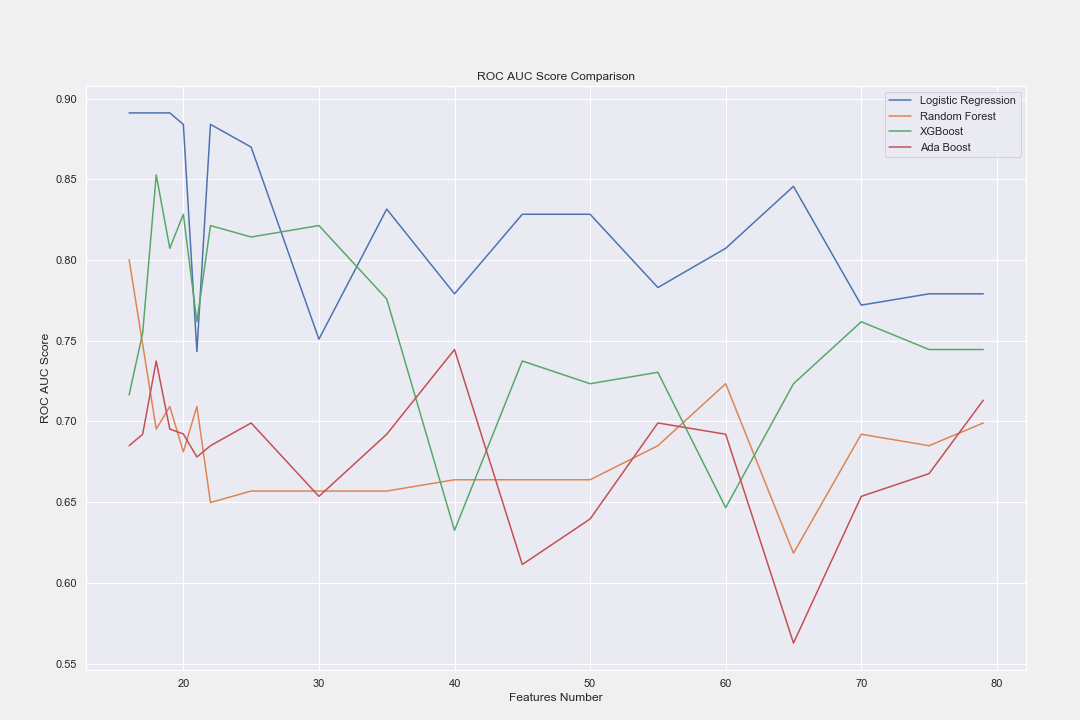 ROC AUC Score Comparison
Logistic Regression
Random Forest
XGBoost
Ada Boost
ROC AUC Score
0.90
0.85
0.80
0.75
0.70
0.65
0.60
0.55
20 30 40 50 60 70 80
Features Number